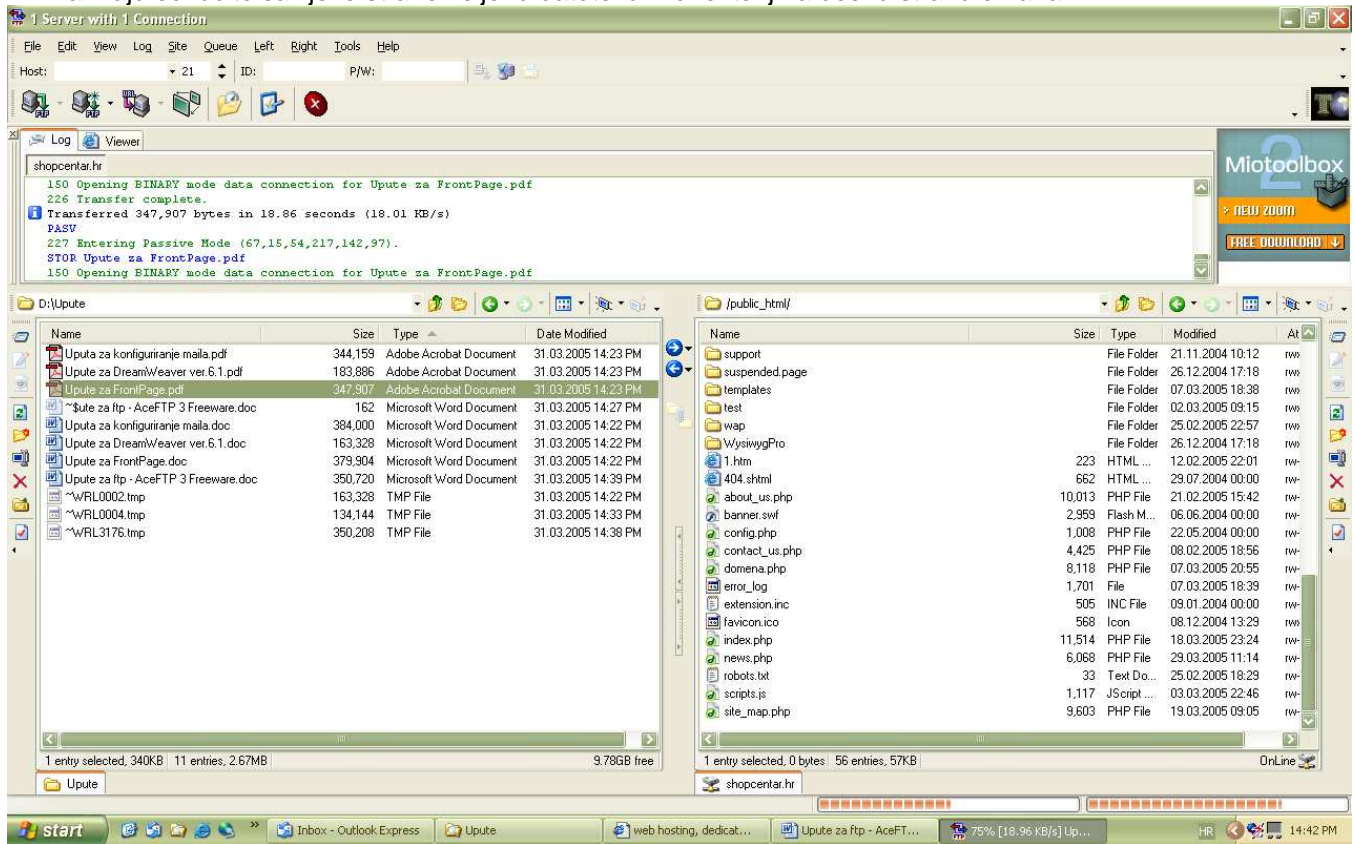 1 Server with 1 Connection
File Edit View Log Site Queue Left Right Tools Help
Host: 21 ID: P/W:
Log Viewer
shopcentar.hr
150 Opening BINARY mode data connection for Upute za FrontPage.pdf
226 Transfer complete.
Transferred 347,907 bytes in 18.86 seconds (18.01 KB/s)
PASV
227 Entering Passive Mode (67,15,54,217,142,97).
STOR Upute za FrontPage.pdf
150 Opening BINARY mode data connection for Upute za FrontPage.pdf
2
Miotoolbox
> NEW ZOOM
FREE DOWNLOAD
D:\Upute
Name Size Type Date Modified
Uputa za konfiguriranje maila.pdf 344,159 Adobe Acrobat Document 31.03.2005 14:23 PM
Upute za DreamWeaver ver.6.1.pdf 183,886 Adobe Acrobat Document 31.03.2005 14:23 PM
Upute za FrontPage.pdf 347,907 Adobe Acrobat Document 31.03.2005 14:23 PM
~$ute za ftp - AceFTP 3 Freeware.doc 162 Microsoft Word Document 31.03.2005 14:27 PM
Uputa za konfiguriranje maila.doc 384,000 Microsoft Word Document 31.03.2005 14:22 PM
Upute za DreamWeaver ver.6.1.doc 163,328 Microsoft Word Document 31.03.2005 14:22 PM
Upute za FrontPage.doc 379,904 Microsoft Word Document 31.03.2005 14:22 PM
Upute za ftp - AceFTP 3 Freeware.doc 350,720 Microsoft Word Document 31.03.2005 14:39 PM
~WRL0002.tmp 163,328 TMP File 31.03.2005 14:22 PM
~WRL0004.tmp 134,144 TMP File 31.03.2005 14:33 PM
~WRL3176.tmp 350,208 TMP File 31.03.2005 14:38 PM
1 entry selected, 340KB 11 entries, 2.67MB 9.78GB free
Upute
/public_html/
Name Size Type Modified At
support File Folder 21.11.2004 10:12 rwx
suspended.page File Folder 26.12.2004 17:18 rwx
templates File Folder 07.03.2005 18:38 rwx
test File Folder 02.03.2005 09:15 rwx
wap File Folder 25.02.2005 22:57 rwx
WysiwygPro File Folder 26.12.2004 17:18 rwx
1.htm 223 HTML ... 12.02.2005 22:01 rw-
404.shtml 662 HTML ... 29.07.2004 00:00 rw-
about_us.php 10,013 PHP File 21.02.2005 15:42 rw-
banner.swf 2,959 Flash M... 06.06.2004 00:00 rw-
config.php 1,008 PHP File 22.05.2004 00:00 rw-
contact_us.php 4,425 PHP File 08.02.2005 18:56 rw-
domena.php 8,118 PHP File 07.03.2005 20:55 rw-
error_log 1,701 File 07.03.2005 18:39 rw-
extension.inc 505 INC File 09.01.2004 00:00 rw-
favicon.ico 568 Icon 08.12.2004 13:29 rwx
index.php 11,514 PHP File 18.03.2005 23:24 rw-
news.php 6,068 PHP File 29.03.2005 11:14 rw-
robots.txt 33 Text Do... 25.02.2005 18:29 rw-
scripts.js 1,117 JScript ... 03.03.2005 22:46 rw-
site_map.php 9,603 PHP File 19.03.2005 09:05 rw-
1 entry selected, 0 bytes 56 entries, 57KB OnLine
shopcentar.hr
start Inbox - Outlook Express Upute web hosting, dedicat... Upute za ftp - AceFT... 75% [18.96 KB/s] Up... HR 14:42 PM